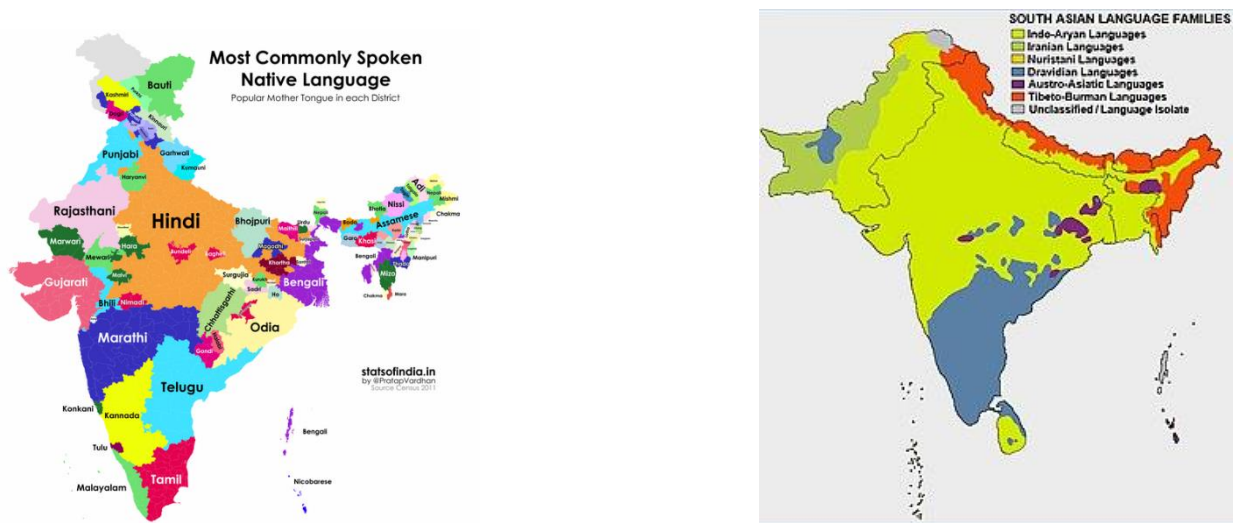 Most Commonly Spoken
Native Language
Popular Mother Tongue in each District
Bauti
Kashmiri
Kinnauri
Punjabi
Garhwali
Kumauni
Haryanvi
Rajasthani
Hindi
Bhojpuri
Marwari
Mewari
Hara
Bundeli
Bagheli
Magadhi
Maithili
Urdu
Khortha
Gujarati
Bhili
Malvi
Nimadi
Surgujia
Sadri
Kurukh
Ho
Bengali
Chhattisgarhi
Odia
Gondi
Marathi
Telugu
Konkani
Kannada
Tulu
Malayalam
Tamil
Adi
Nissi
Mishmi
Assamese
Chakma
Bodo
Garo
Khasi
Bengali
Manipuri
Mizo
Chakma
Mara
statsofindia.in
by @PratapVardhan
Source Census 2011
Bengali
Nicobarese
SOUTH ASIAN LANGUAGE FAMILIES
Indo-Aryan Languages
Iranian Languages
Nuristani Languages
Dravidian Languages
Austro-Asiatic Languages
Tibeto-Burman Languages
Unclassified / Language Isolate